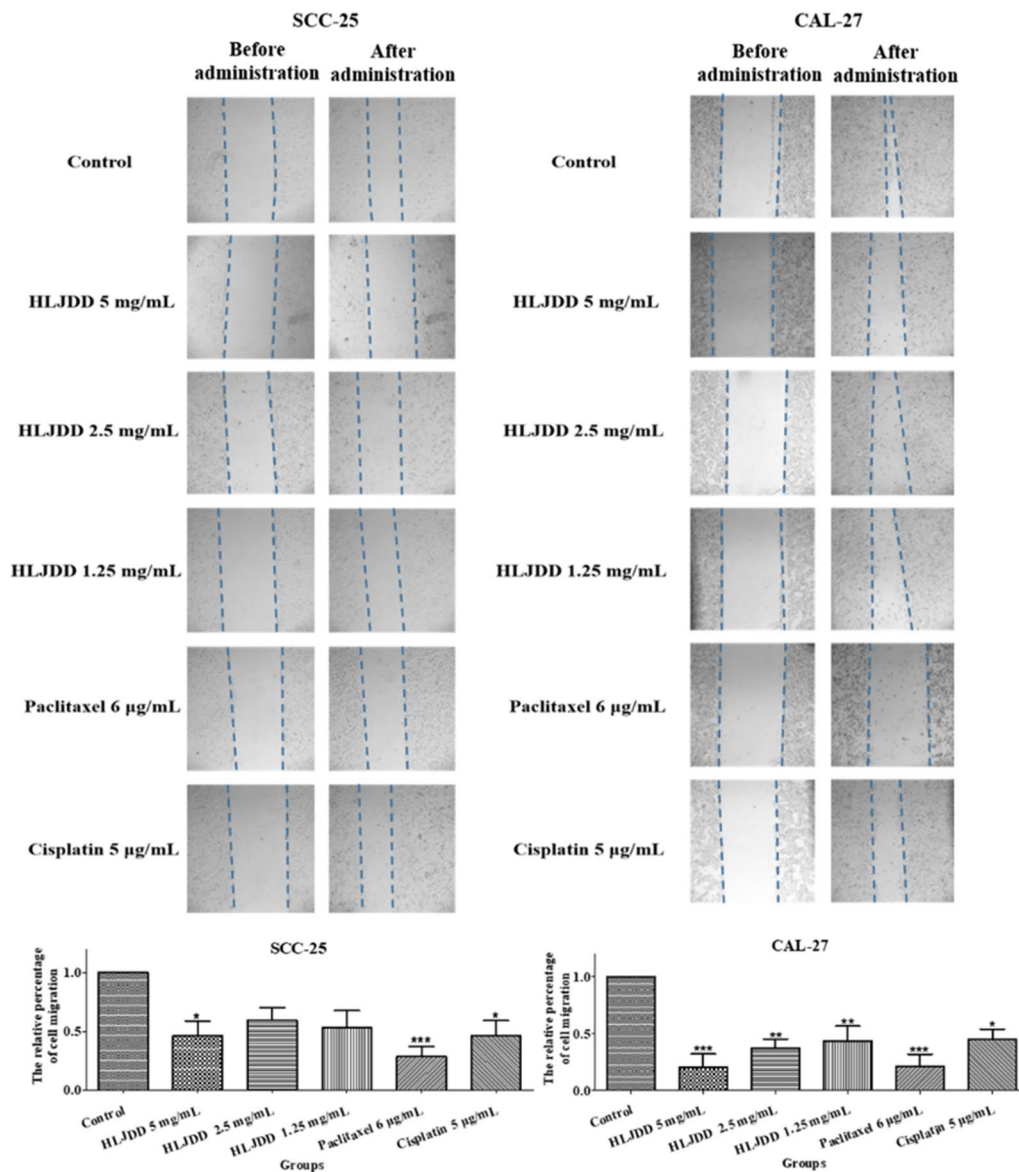 SCC-25
CAL-27
Before
administration
After
administration
Before
administration
After
administration
Control
Control
HLJDD 5 mg/mL
HLJDD 5 mg/mL
HLJDD 2.5 mg/mL
HLJDD 2.5 mg/mL
HLJDD 1.25 mg/mL
HLJDD 1.25 mg/mL
Paclitaxel 6 μg/mL
Paclitaxel 6 μg/mL
Cisplatin 5 μg/mL
Cisplatin 5 μg/mL
SCC-25
The relative percentage
of cell migration
1.0
0.5
0.0
*
***
*
Control
HLJDD 5 mg/mL
HLJDD 2.5 mg/mL
HLJDD 1.25 mg/mL
Paclitaxel 6 μg/mL
Cisplatin 5 μg/mL
Groups
CAL-27
The relative percentage
of cell migration
1.0
0.5
0.0
***
**
**
***
*
Control
HLJDD 5 mg/mL
HLJDD 2.5 mg/mL
HLJDD 1.25 mg/mL
Paclitaxel 6 μg/mL
Cisplatin 5 μg/mL
Groups